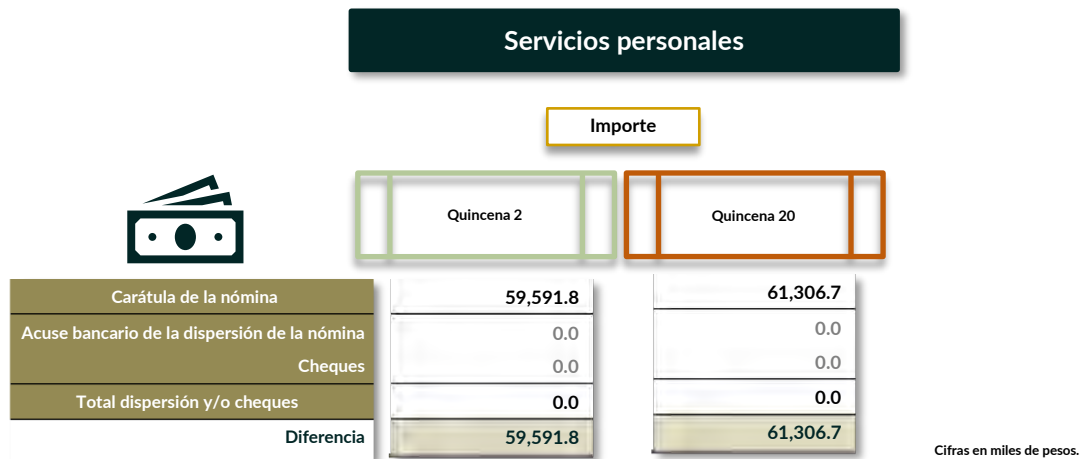 Servicios personales
Importe
Quincena 2 Quincena 20
Carátula de la nómina 59,591.8 61,306.7
Acuse bancario de la dispersión de la nómina 0.0 0.0
Cheques 0.0 0.0
Total dispersión y/o cheques 0.0 0.0
Diferencia 59,591.8 61,306.7
Cifras en miles de pesos.